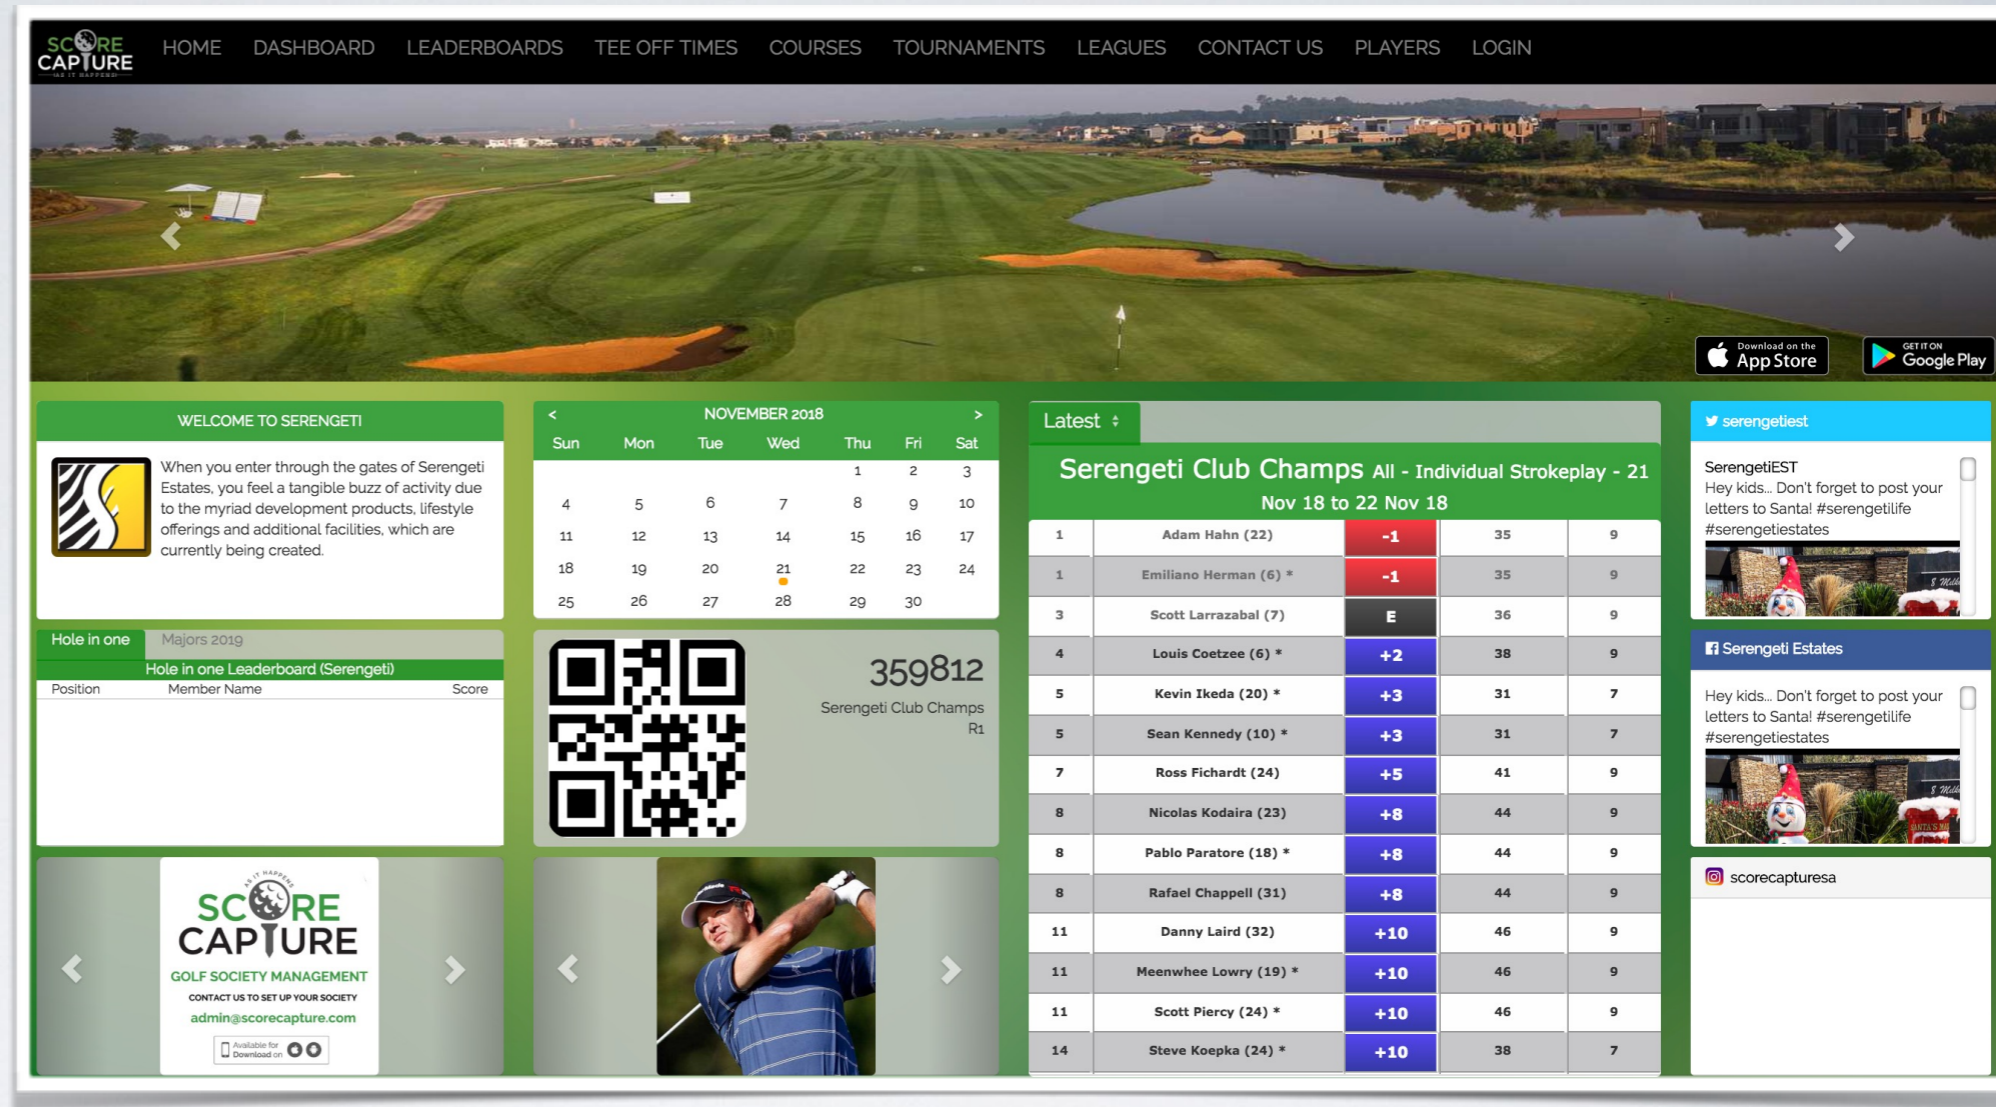 SCORE
CAPTURE
AS IT HAPPENS
HOME DASHBOARD LEADERBOARDS TEE OFF TIMES COURSES TOURNAMENTS LEAGUES CONTACT US PLAYERS LOGIN
Download on the
App Store
GET IT ON
Google Play
WELCOME TO SERENGETI
When you enter through the gates of Serengeti
Estates, you feel a tangible buzz of activity due
to the myriad development products, lifestyle
offerings and additional facilities, which are
currently being created.
Hole in one Majors 2019
Hole in one Leaderboard (Serengeti)
Position Member Name Score
AS IT HAPPENS
SCORE
CAPTURE
GOLF SOCIETY MANAGEMENT
CONTACT US TO SET UP YOUR SOCIETY
admin@scorecapture.com
Available for
Download on
< NOVEMBER 2018 >
Sun Mon Tue Wed Thu Fri Sat
1 2 3
4 5 6 7 8 9 10
11 12 13 14 15 16 17
18 19 20 21 22 23 24
25 26 27 28 29 30
359812
Serengeti Club Champs
R1
Latest
Serengeti Club Champs All - Individual Strokeplay - 21
Nov 18 to 22 Nov 18
1 Adam Hahn (22) -1 35 9
1 Emiliano Herman (6) * -1 35 9
3 Scott Larrazabal (7) E 36 9
4 Louis Coetzee (6) * +2 38 9
5 Kevin Ikeda (20) * +3 31 7
5 Sean Kennedy (10) * +3 31 7
7 Ross Fichardt (24) +5 41 9
8 Nicolas Kodaira (23) +8 44 9
8 Pablo Paratore (18) * +8 44 9
8 Rafael Chappell (31) +8 44 9
11 Danny Laird (32) +10 46 9
11 Meenwhee Lowry (19) * +10 46 9
11 Scott Piercy (24) * +10 46 9
14 Steve Koepka (24) * +10 38 7
serengetiest
SerengetiEST
Hey kids... Don't forget to post your
letters to Santa! #serengetilife
#serengetiestates
Serengeti Estates
Hey kids... Don't forget to post your
letters to Santa! #serengetilife
#serengetiestates
scorecapturesa